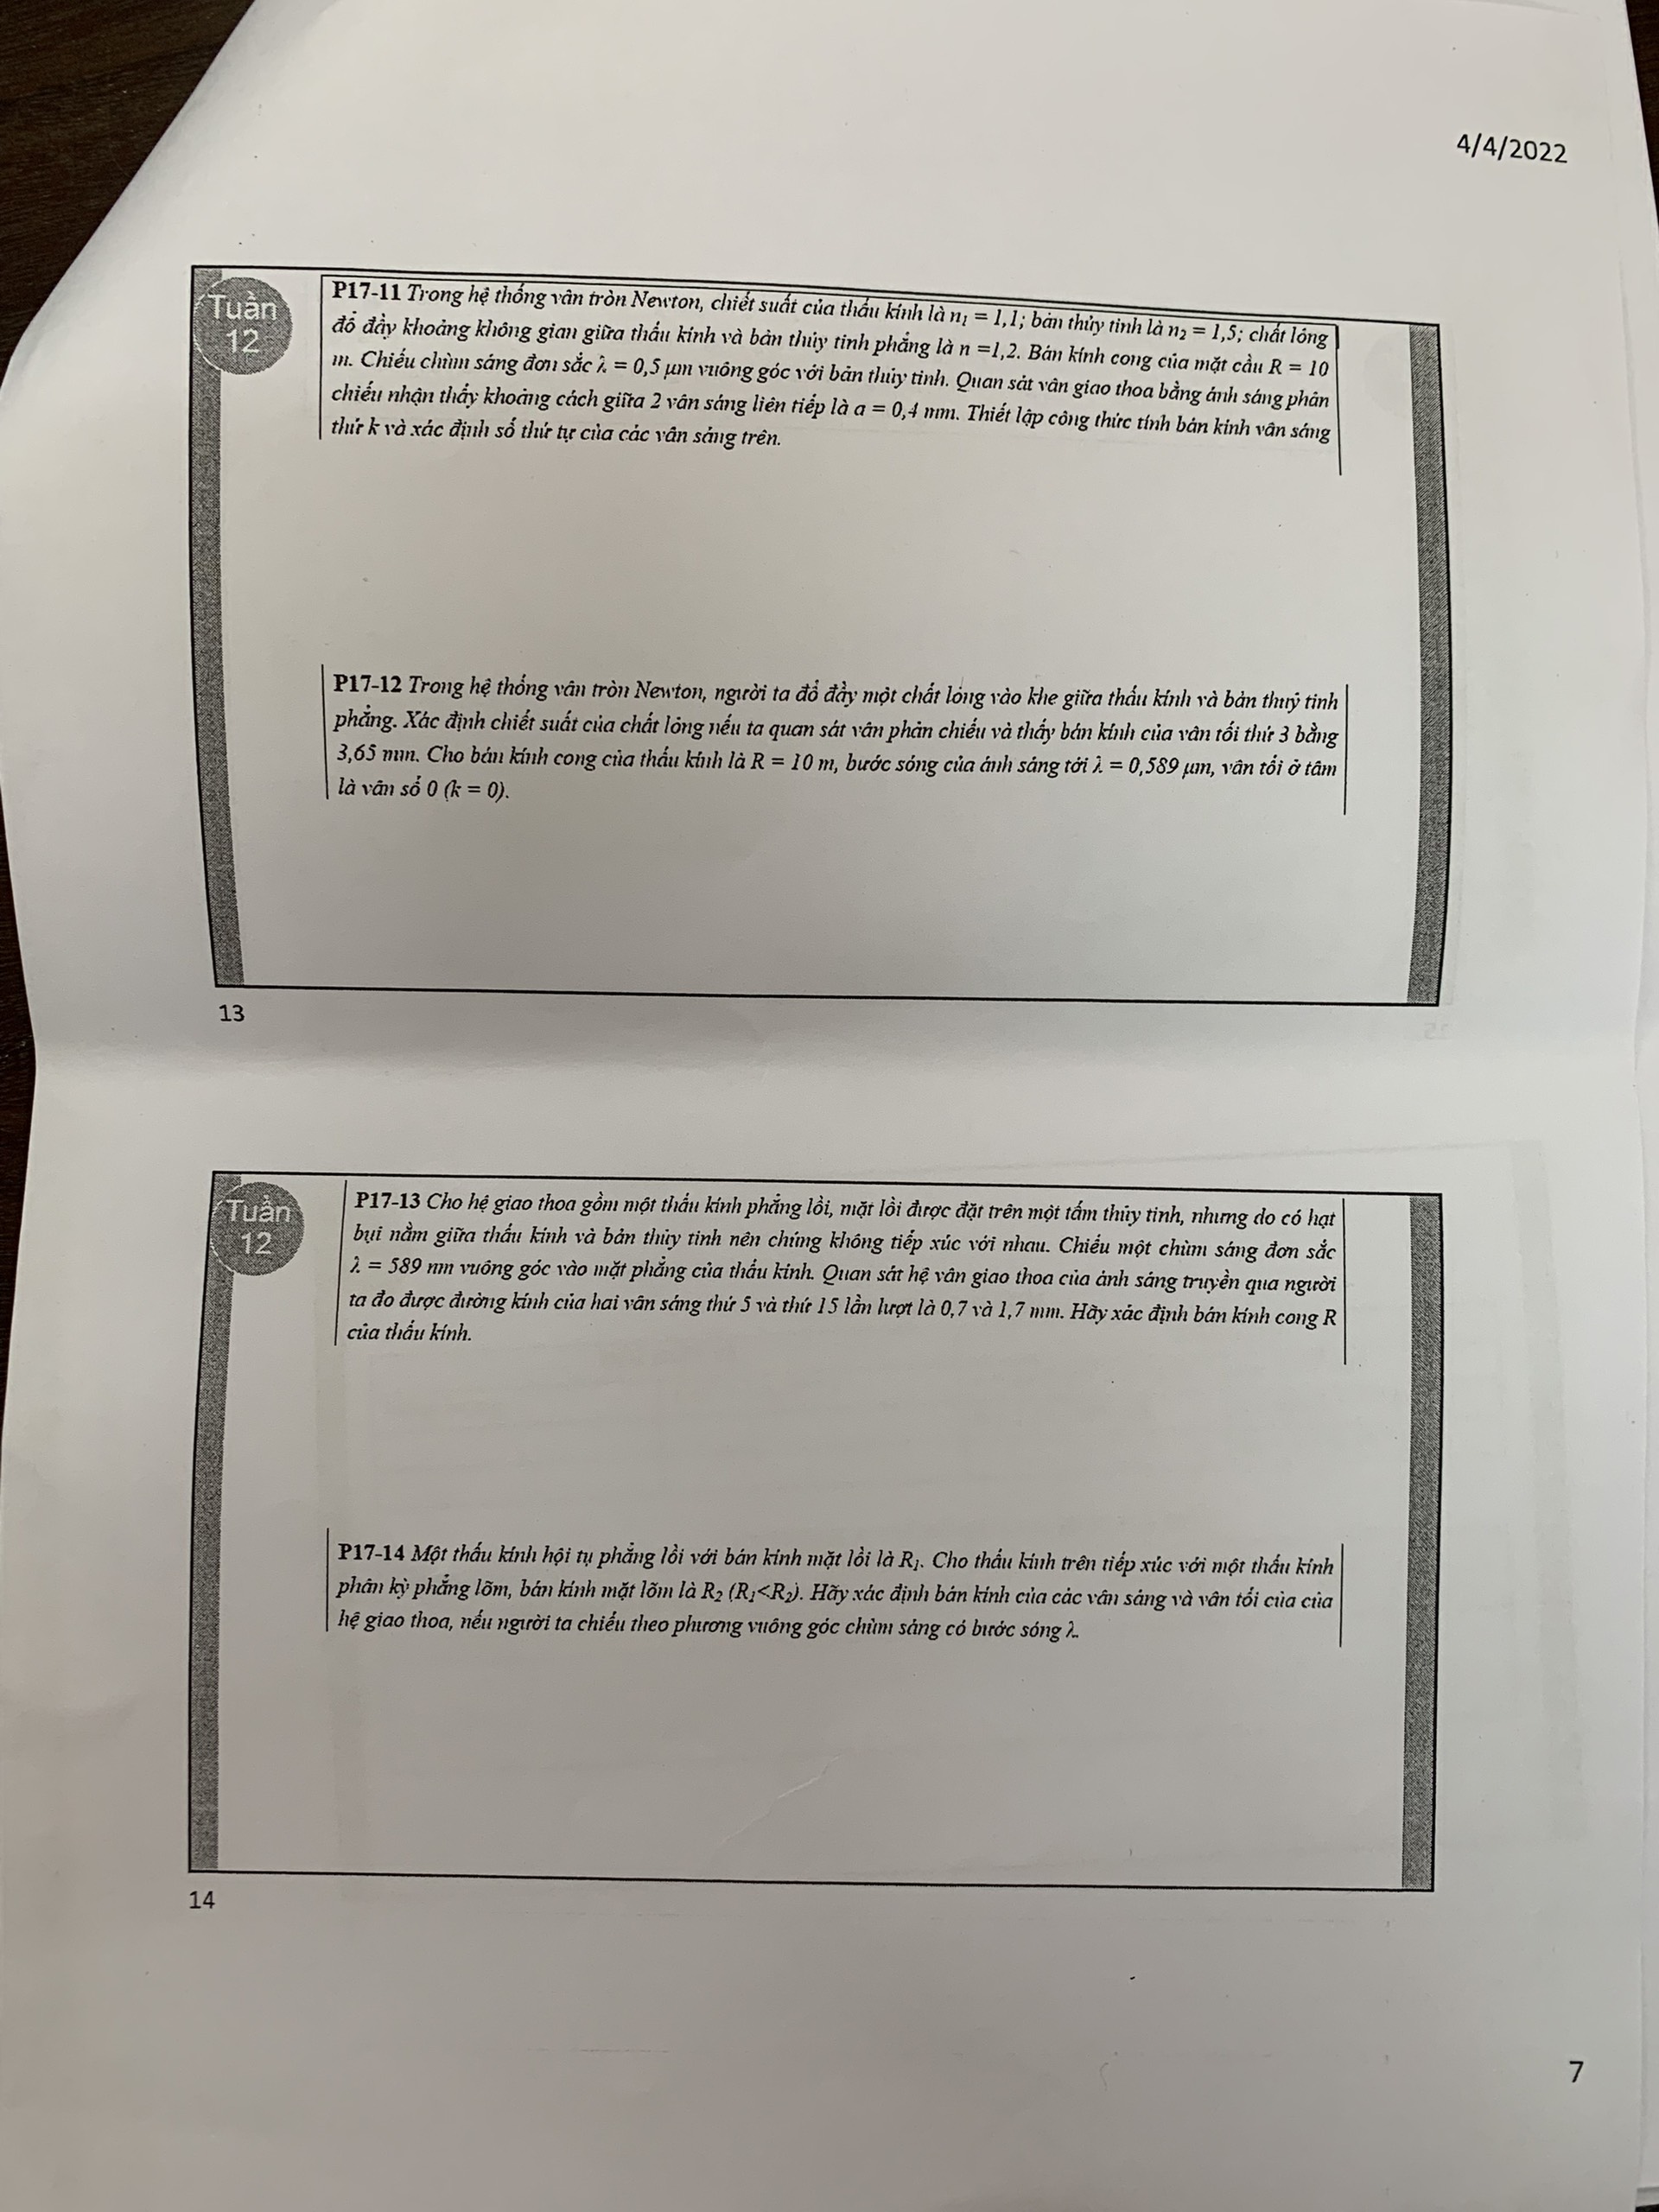 4/4/2022
Tuần
12
P17-11 Trong hệ thống vân tròn Newton, chiết suất của thấu kính là n₁ = 1,1; bản thủy tinh là n₂ = 1,5; chất lỏng
đổ đầy khoảng không gian giữa thấu kính và bản thủy tinh phẳng là n =1,2. Bán kính cong của mặt cầu R = 10
m. Chiếu chùm sáng đơn sắc λ = 0,5 μm vuông góc với bản thủy tinh. Quan sát vân giao thoa bằng ánh sáng phản
chiếu nhận thấy khoảng cách giữa 2 vân sáng liên tiếp là a = 0,4 mm. Thiết lập công thức tính bán kính vân sáng
thứ k và xác định số thứ tự của các vân sáng trên.
P17-12 Trong hệ thống vân tròn Newton, người ta đổ đầy một chất lỏng vào khe giữa thấu kính và bản thuỷ tinh
phẳng. Xác định chiết suất của chất lỏng nếu ta quan sát vân phản chiếu và thấy bán kính của vân tối thứ 3 bằng
3,65 mm. Cho bán kính cong của thấu kính là R = 10 m, bước sóng của ánh sáng tới λ = 0,589 μm, vân tối ở tâm
là vân số 0 (k = 0).
13
Tuần
12
P17-13 Cho hệ giao thoa gồm một thấu kính phẳng lồi, mặt lồi được đặt trên một tấm thủy tinh, nhưng do có hạt
bụi nằm giữa thấu kính và bản thủy tinh nên chúng không tiếp xúc với nhau. Chiếu một chùm sáng đơn sắc
λ = 589 nm vuông góc vào mặt phẳng của thấu kính. Quan sát hệ vân giao thoa của ánh sáng truyền qua người
ta đo được đường kính của hai vân sáng thứ 5 và thứ 15 lần lượt là 0,7 và 1,7 mm. Hãy xác định bán kính cong R
của thấu kính.
P17-14 Một thấu kính hội tụ phẳng lồi với bán kính mặt lồi là R₁. Cho thấu kính trên tiếp xúc với một thấu kính
phân kỳ phẳng lõm, bán kính mặt lõm là R₂ (R₁<R₂). Hãy xác định bán kính của các vân sáng và vân tối của của
hệ giao thoa, nếu người ta chiếu theo phương vuông góc chùm sáng có bước sóng λ.
14
7